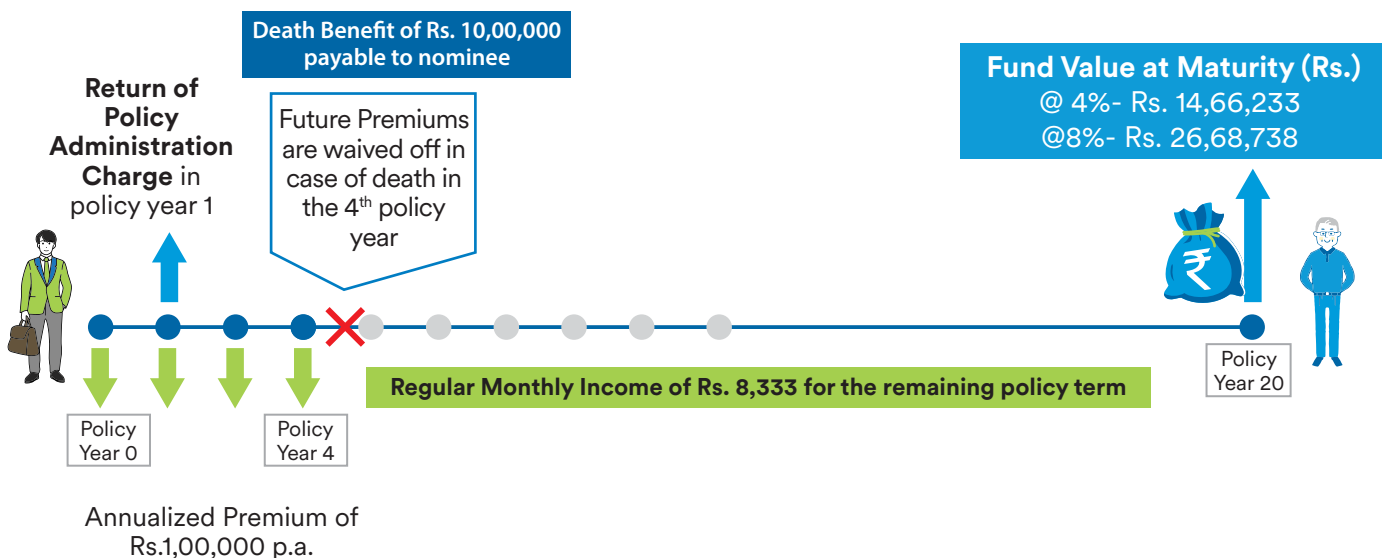 Death Benefit of Rs. 10,00,000
payable to nominee
Return of
Policy
Administration
Charge in
policy year 1
Future Premiums
are waived off in
case of death in
the 4th policy
year
Fund Value at Maturity (Rs.)
@ 4%- Rs. 14,66,233
@8%- Rs. 26,68,738
₹
Regular Monthly Income of Rs. 8,333 for the remaining policy term
Policy
Year 0
Policy
Year 4
Policy
Year 20
Annualized Premium of
Rs.1,00,000 p.a.